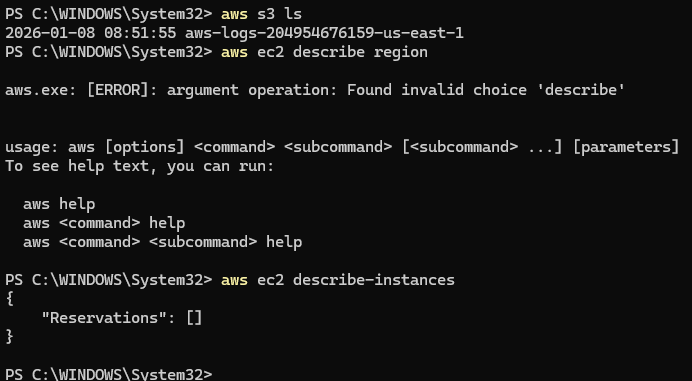 PS C:\WINDOWS\System32> aws s3 ls
2026-01-08 08:51:55 aws-logs-204954676159-us-east-1
PS C:\WINDOWS\System32> aws ec2 describe region

aws.exe: [ERROR]: argument operation: Found invalid choice 'describe'


usage: aws [options] <command> <subcommand> [<subcommand> ...] [parameters]
To see help text, you can run:

  aws help
  aws <command> help
  aws <command> <subcommand> help

PS C:\WINDOWS\System32> aws ec2 describe-instances
{
    "Reservations": []
}

PS C:\WINDOWS\System32>